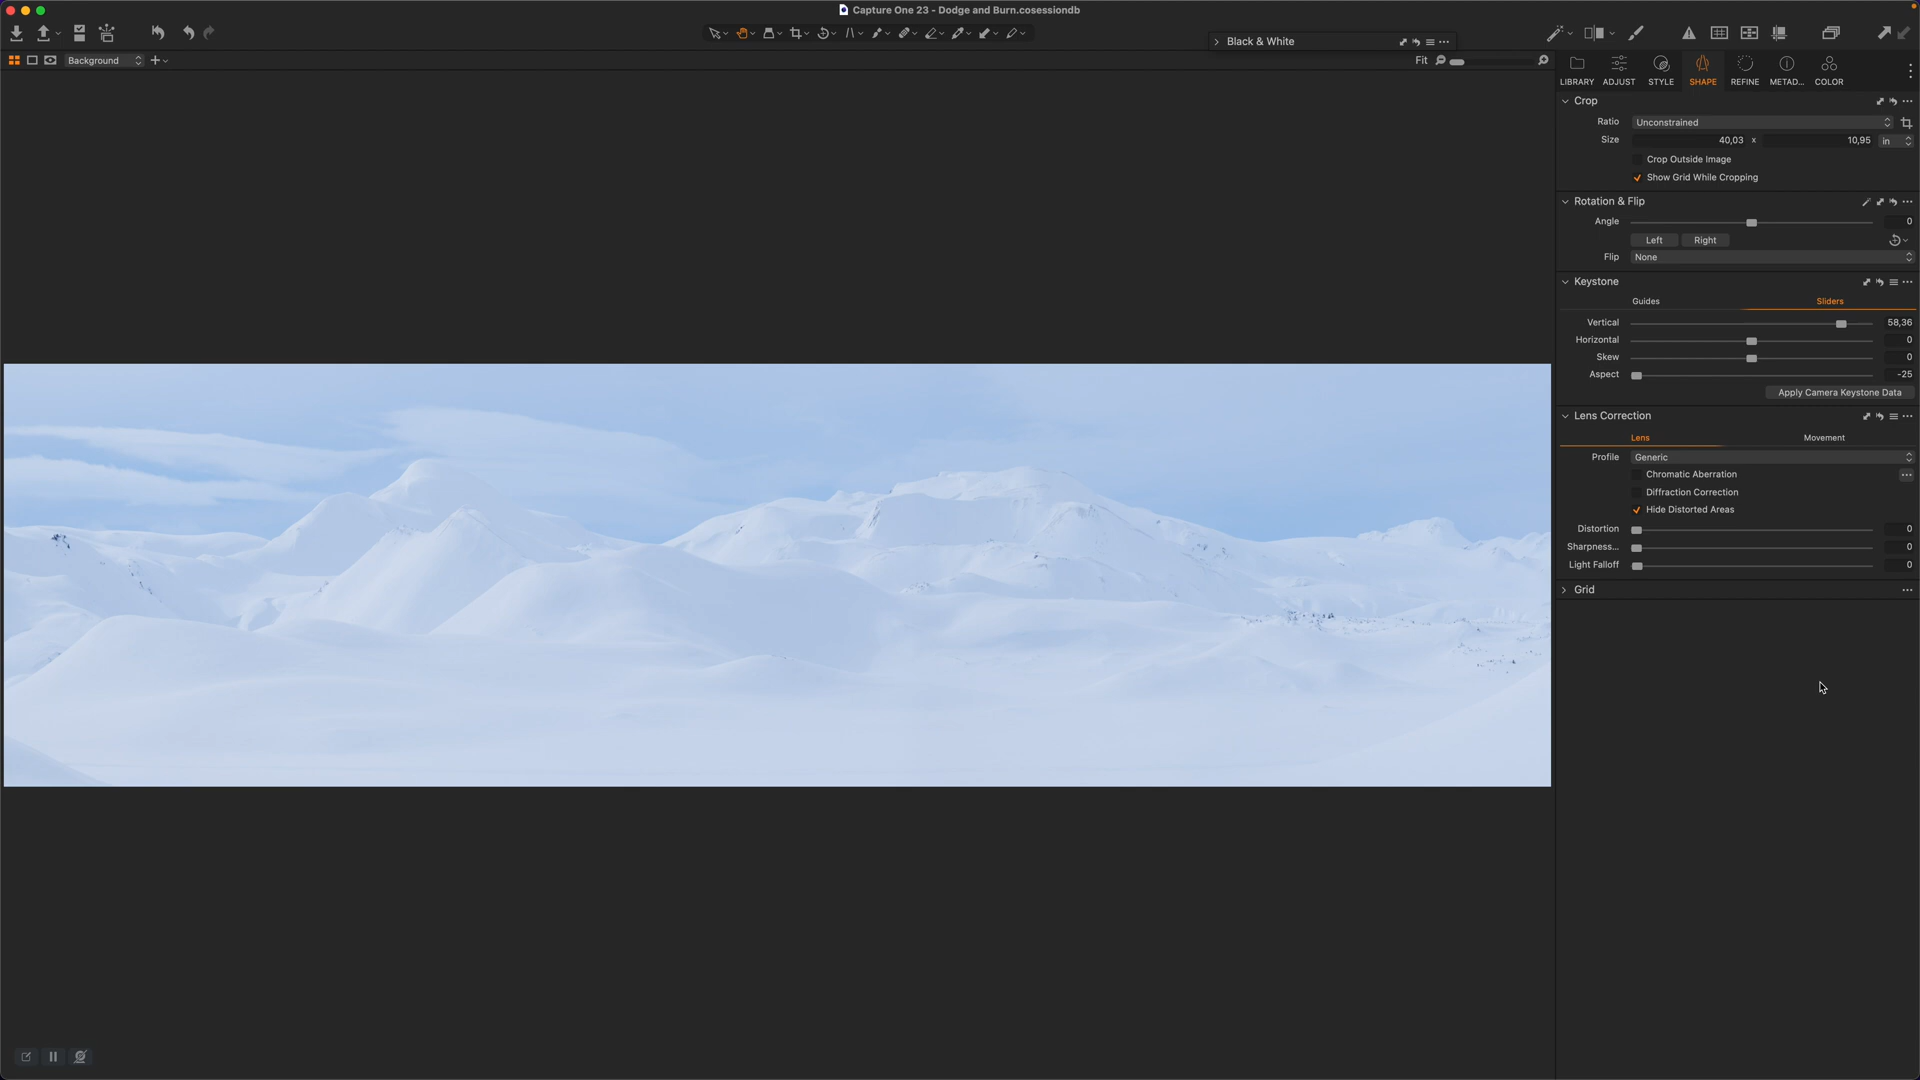 Capture One 23 - Dodge and Burn.cosessiondb
Black & White
Background
Fit
LIBRARY ADJUST STYLE SHAPE REFINE METAD... COLOR
Crop
Ratio Unconstrained
Size 40,03 x 10,95 in
Crop Outside Image
Show Grid While Cropping
Rotation & Flip
Angle 0
Left Right
Flip None
Keystone
Guides Sliders
Vertical 58,36
Horizontal 0
Skew 0
Aspect -25
Apply Camera Keystone Data
Lens Correction
Lens Movement
Profile Generic
Chromatic Aberration
Diffraction Correction
Hide Distorted Areas
Distortion 0
Sharpness... 0
Light Falloff 0
Grid